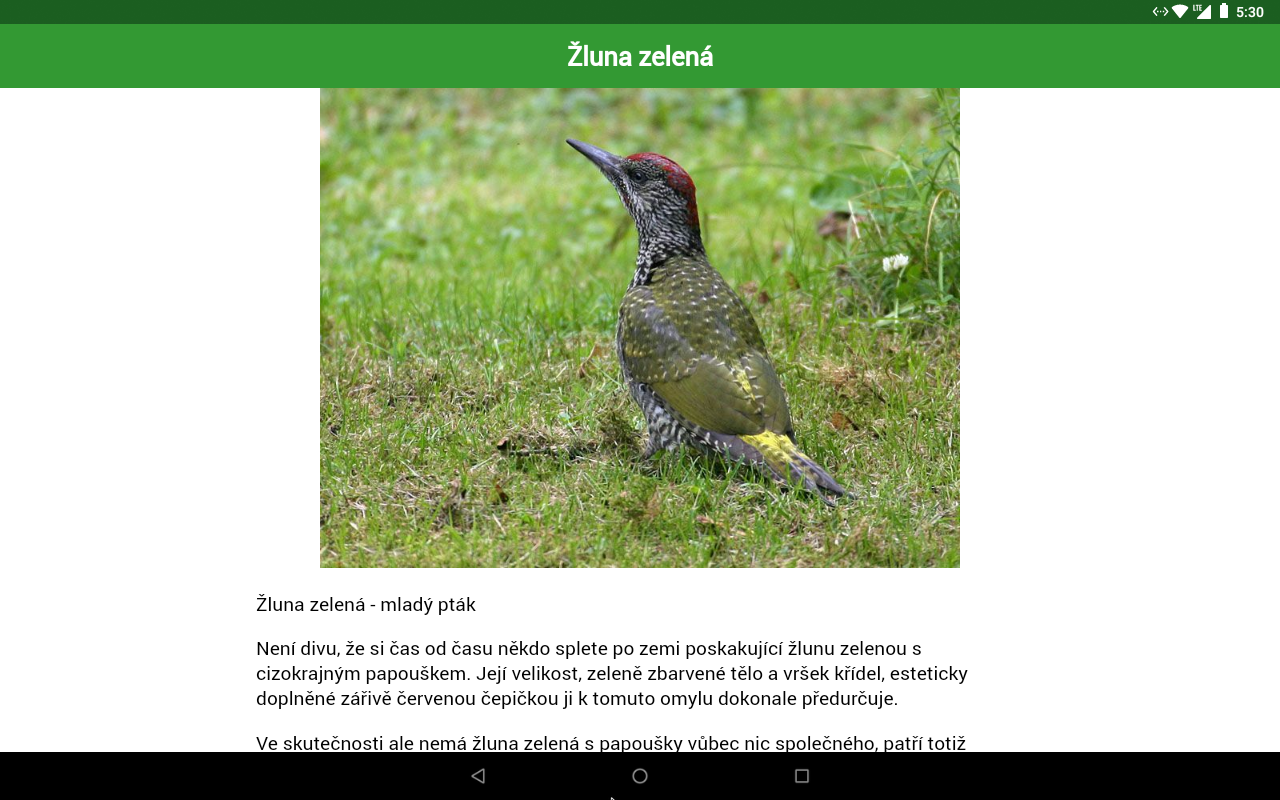 LTE 5:30
Žluna zelená
Žluna zelená - mladý pták
Není divu, že si čas od času někdo splete po zemi poskakující žlunu zelenou s
cizokrajným papouškem. Její velikost, zeleně zbarvené tělo a vršek křídel, esteticky
doplněné zářivě červenou čepičkou ji k tomuto omylu dokonale předurčuje.
Ve skutečnosti ale nemá žluna zelená s papoušky vůbec nic společného, patří totiž